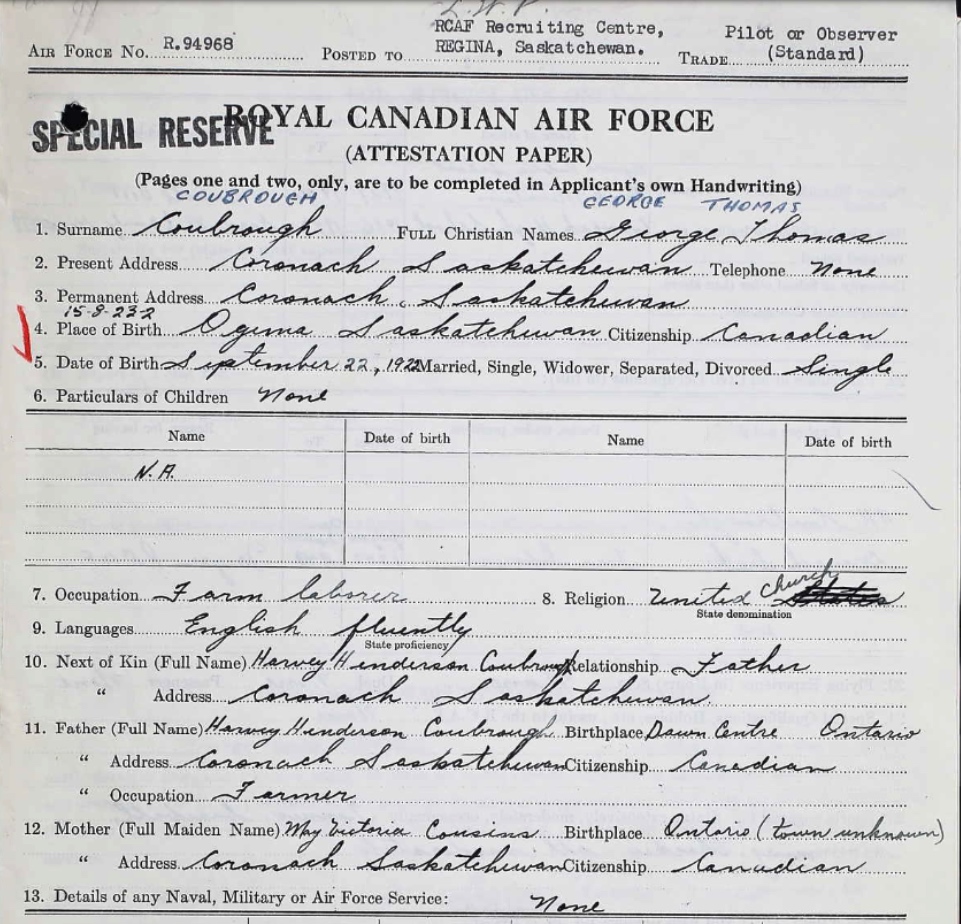 RCAF Recruiting Centre, Pilot or Observer
AIR FORCE NO. R.94968 POSTED TO REGINA, Saskatchewan. TRADE (Standard)
SPECIAL RESERVE ROYAL CANADIAN AIR FORCE
(ATTESTATION PAPER)
(Pages one and two, only, are to be completed in Applicant's own Handwriting)
COUBROUGH GEORGE THOMAS
1. Surname Coubrough FULL Christian Names George Thomas
2. Present Address Coronach Saskatchewan Telephone None
3. Permanent Address Coronach, Saskatchewan
15-9-23-2
4. Place of Birth Ogema Saskatchewan Citizenship Canadian
5. Date of Birth September 22, 1922 Married, Single, Widower, Separated, Divorced Single
6. Particulars of Children None
Name Date of birth Name Date of birth
N.A.
7. Occupation Farm laborer 8. Religion United Church
State denomination
9. Languages English fluently
State proficiency
10. Next of Kin (Full Name) Harvey Henderson Coubrough Relationship Father
" Address Coronach Saskatchewan.
11. Father (Full Name) Harvey Henderson Coubrough Birthplace Dawn Centre Ontario
" Address Coronach Saskatchewan Citizenship Canadian
" Occupation Farmer
12. Mother (Full Maiden Name) May Victoria Cousins Birthplace Ontario (town unknown)
" Address Coronach Saskatchewan Citizenship Canadian
13. Details of any Naval, Military or Air Force Service: None